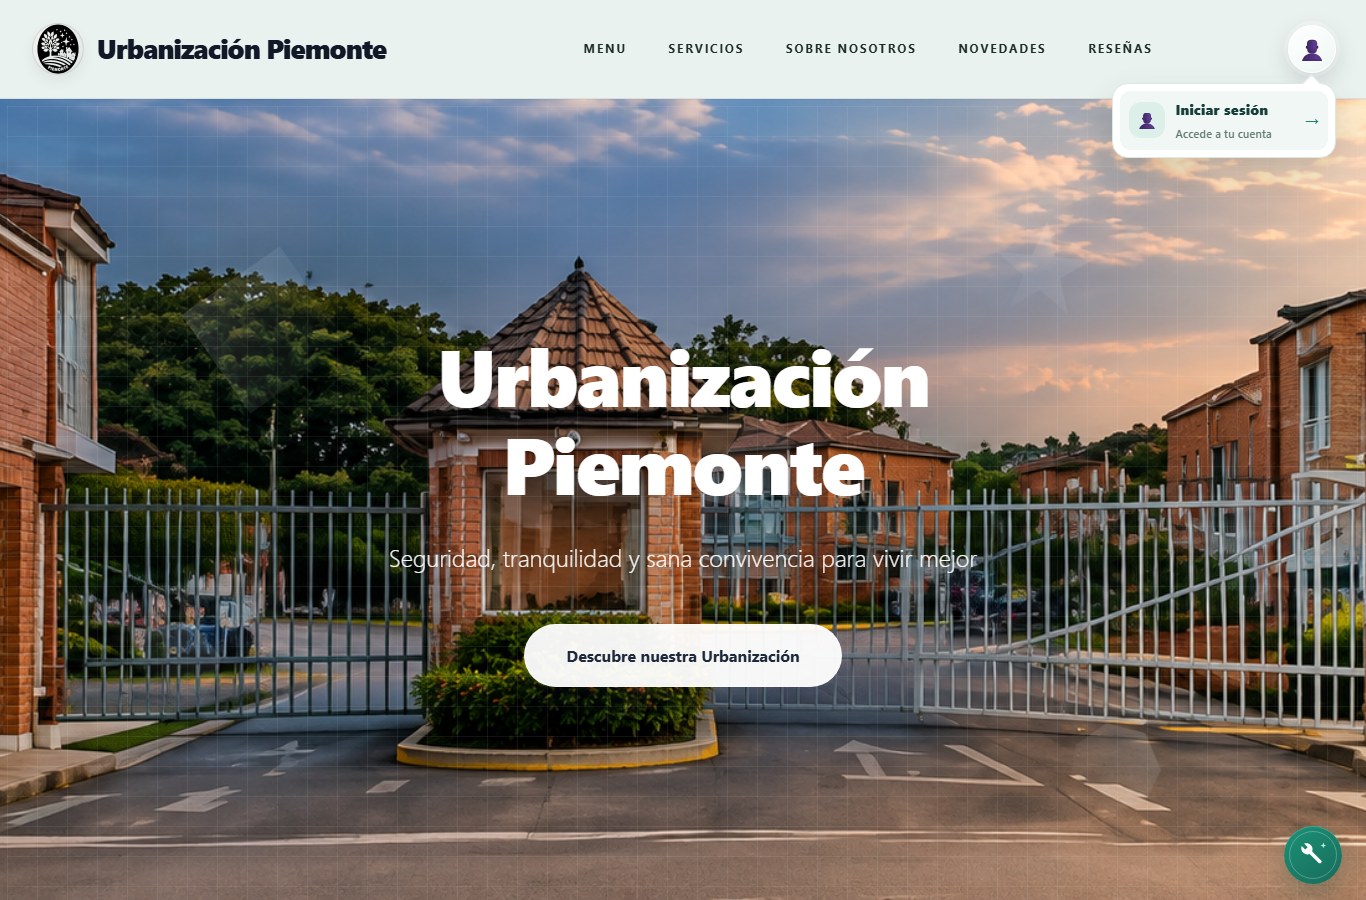 Urbanización Piemonte
MENU
SERVICIOS
SOBRE NOSOTROS
NOVEDADES
RESEÑAS
Iniciar sesión
Accede a tu cuenta
→
Urbanización
Piemonte
Seguridad, tranquilidad y sana convivencia para vivir mejor
Descubre nuestra Urbanización